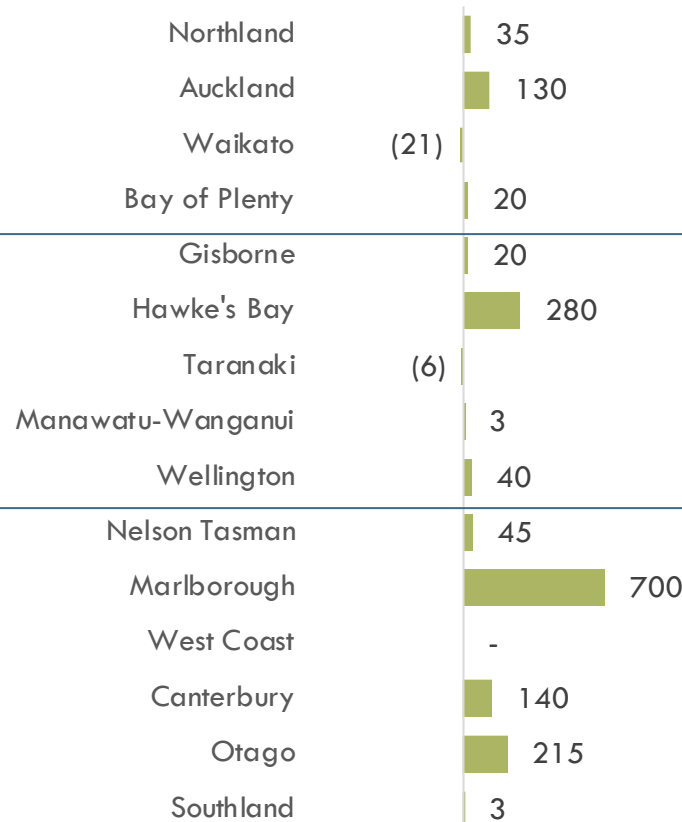 Northland 35
Auckland 130
Waikato (21)
Bay of Plenty 20
Gisborne 20
Hawke's Bay 280
Taranaki (6)
Manawatu-Wanganui 3
Wellington 40
Nelson Tasman 45
Marlborough 700
West Coast -
Canterbury 140
Otago 215
Southland 3